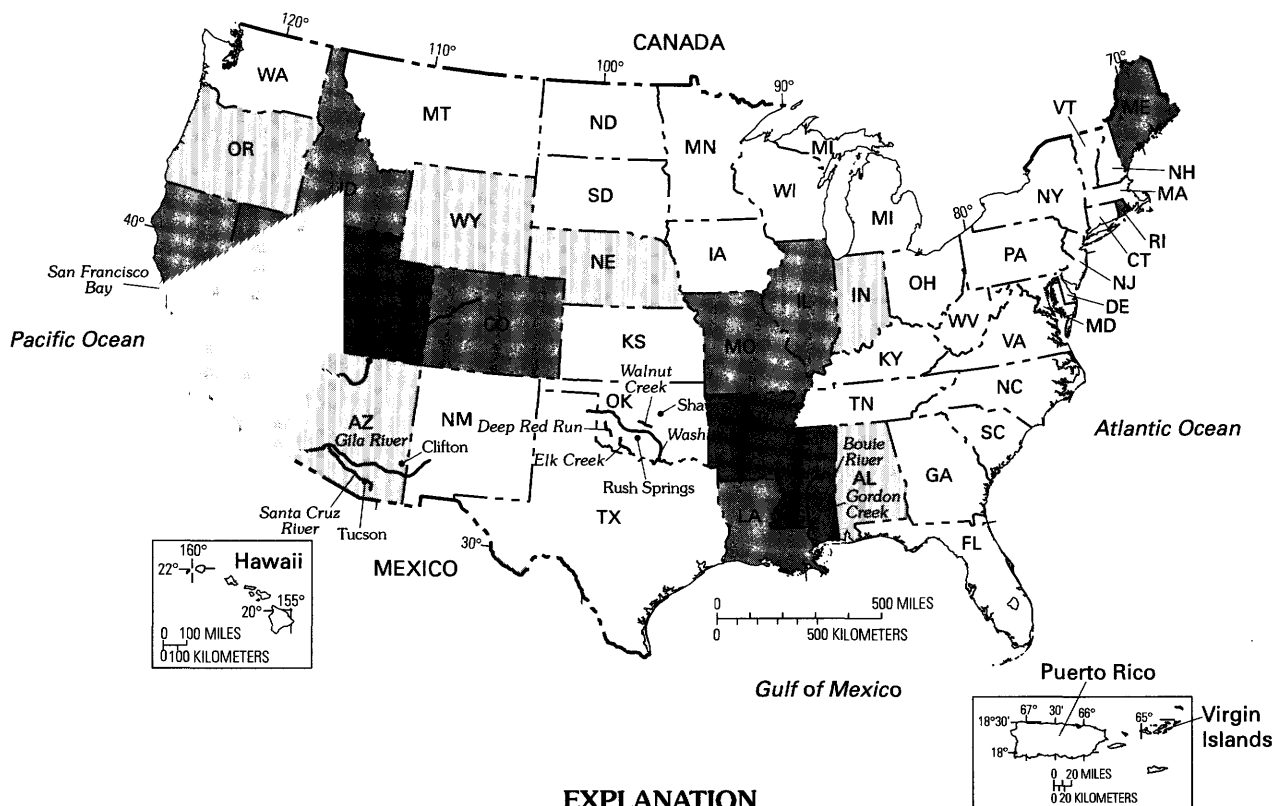 120°
110°
CANADA
100°
90°
70°
WA
MT
ND
MN
VT
ME
OR
ID
SD
WI
MI
MI
NY
NH
MA
40°
WY
80°
RI
San Francisco
Bay
NE
IA
PA
CT
NJ
IL
IN
OH
DE
MD
Pacific Ocean
CO
KS
MO
WV
VA
KY
Walnut
Creek
OK
Sha
TN
NC
AZ
Gila River
NM
Deep Red Run
Wash
Clifton
Elk Creek
Rush Springs
SC
Atlantic Ocean
Bouie
River
AL
Gordon
Creek
GA
Santa Cruz
River
Tucson
TX
LA
30°
FL
MEXICO
160°
Hawaii
22°
20°
155°
0 100 MILES
0 100 KILOMETERS
0 500 MILES
0 500 KILOMETERS
Gulf of Mexico
Puerto Rico
67° 30' 66°
65°
18°30'
18°
Virgin
Islands
0 20 MILES
0 20 KILOMETERS
EXPLANATION